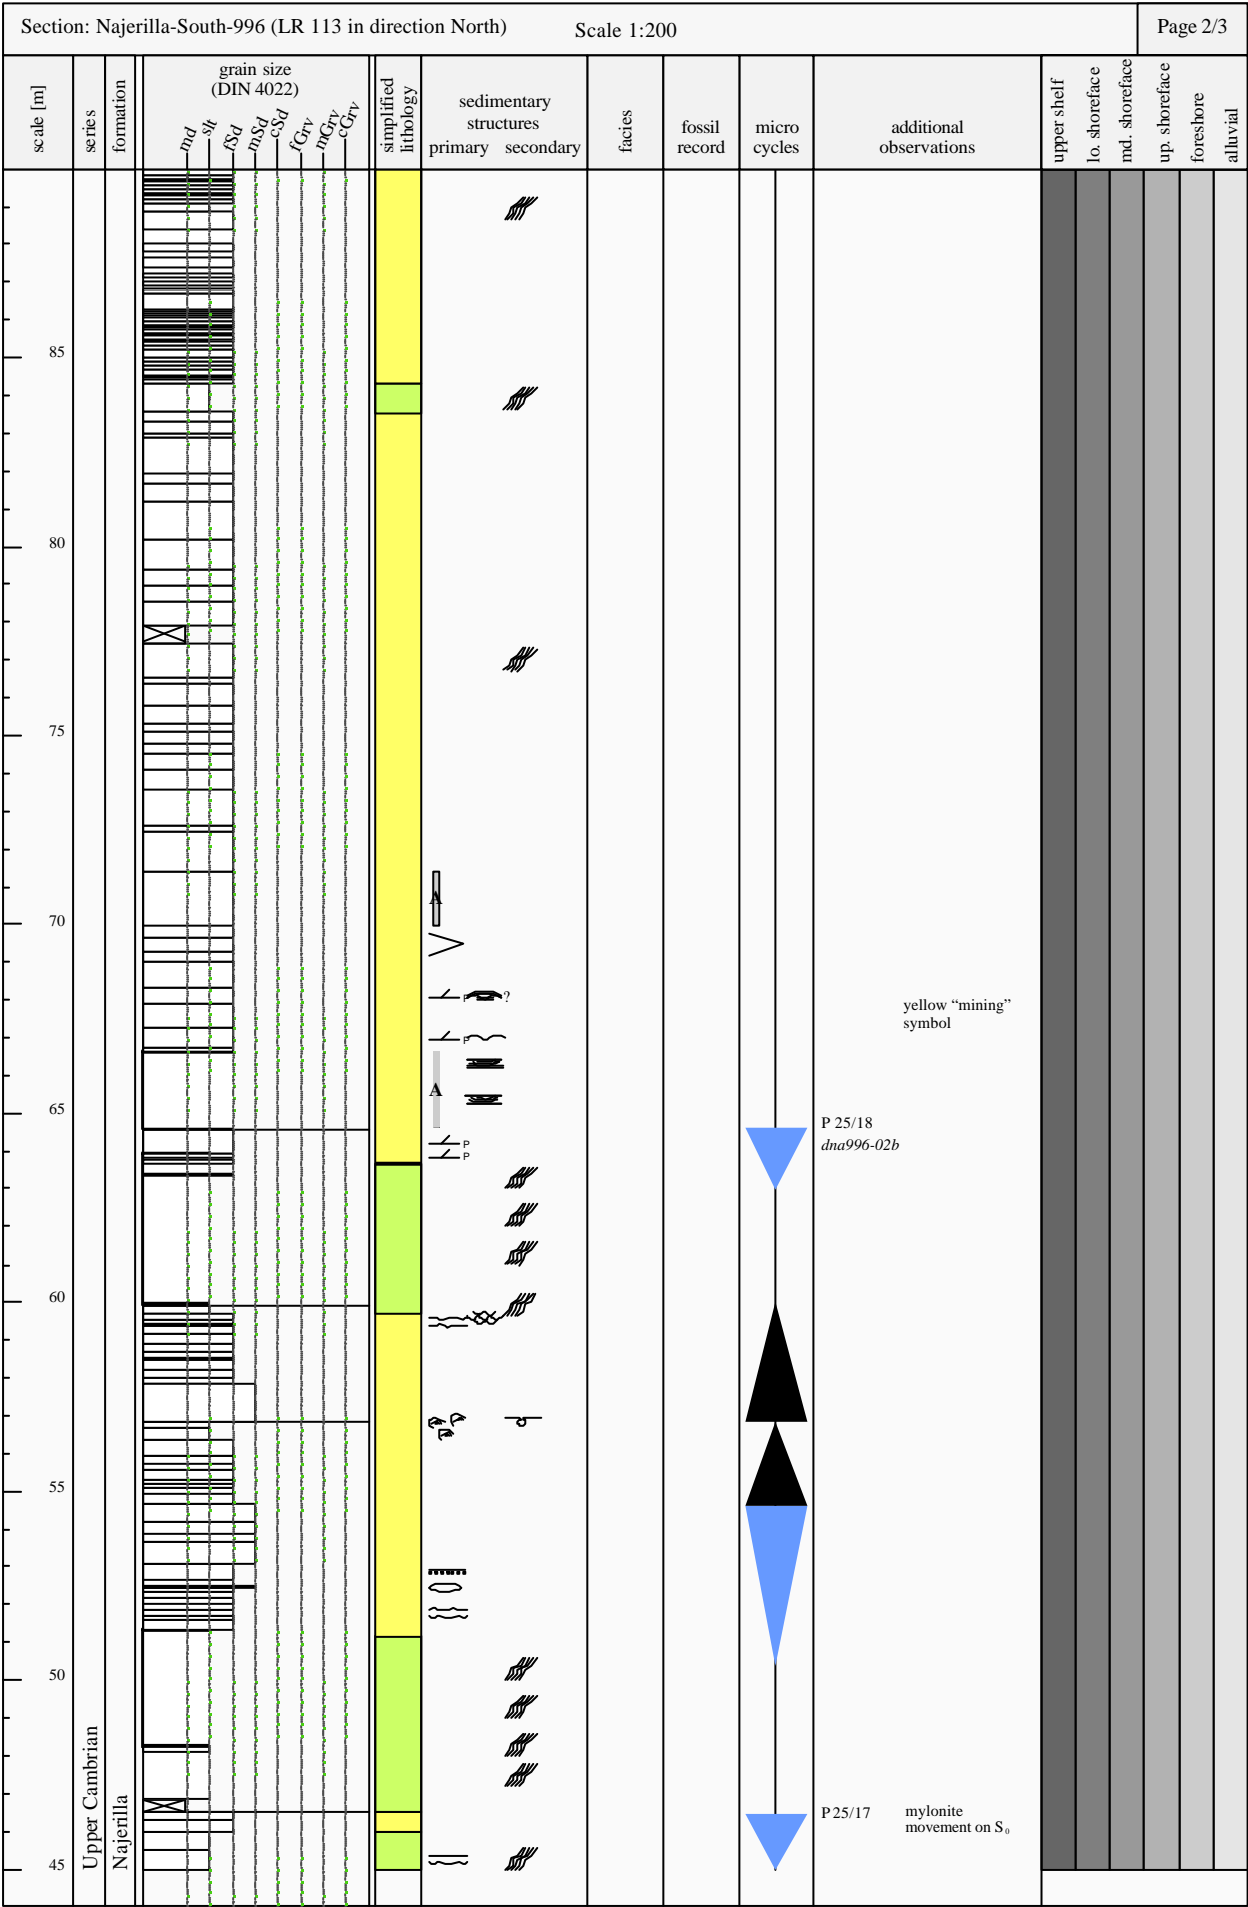 Section: Najerilla-South-996 (LR 113 in direction North) Scale 1:200 Page 2/3
scale [m]
series
formation
grain size
(DIN 4022)
md
slt
fSd
mSd
cSd
fGrv
mGrv
cGrv
simplified
lithology
sedimentary
structures
primary secondary
facies
fossil
record
micro
cycles
additional
observations
upper shelf
lo. shoreface
md. shoreface
up. shoreface
foreshore
alluvial
85
80
75
70
A
P ?
yellow “mining”
symbol
P
A
65
P 25/18
dna996-02b
P
P
60
55
50
Upper Cambrian
Najerilla
P 25/17 mylonite
movement on S₀
45